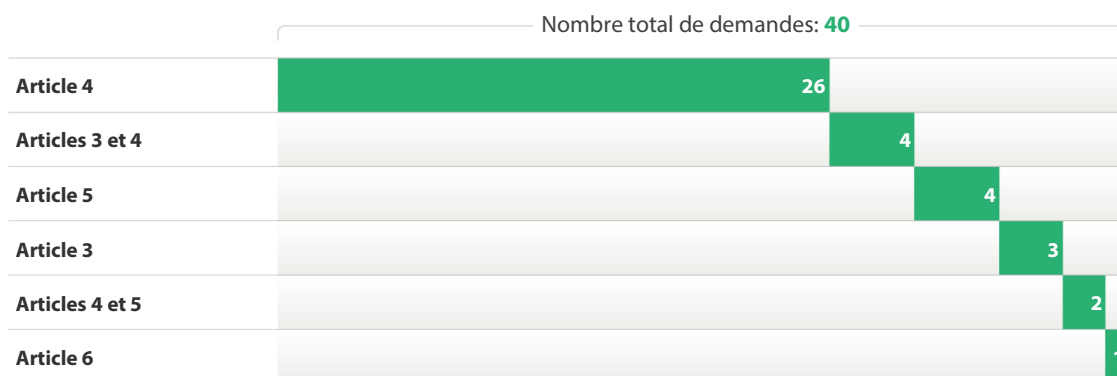 Nombre total de demandes: 40
Article 4 26
Articles 3 et 4 4
Article 5 4
Article 3 3
Articles 4 et 5 2
Article 6